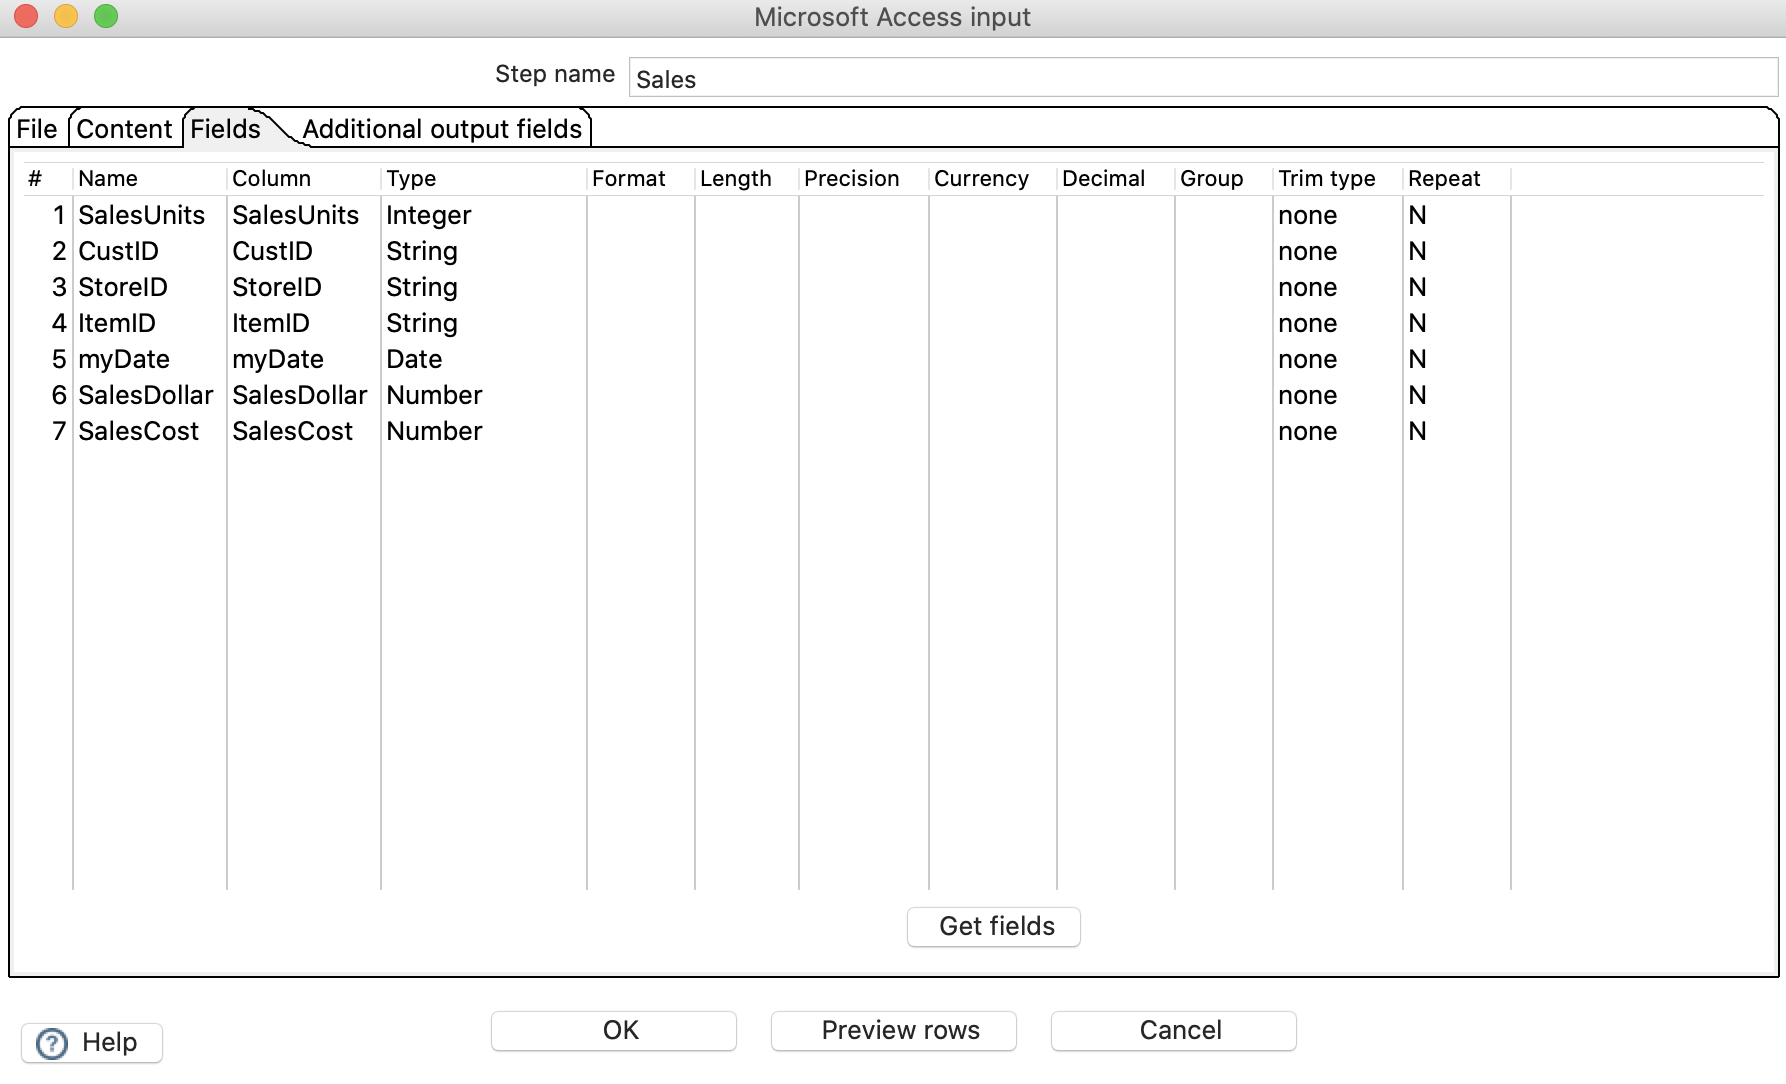 Microsoft Access input
Step name Sales
File Content Fields Additional output fields
# Name Column Type Format Length Precision Currency Decimal Group Trim type Repeat
1 SalesUnits SalesUnits Integer none N
2 CustID CustID String none N
3 StoreID StoreID String none N
4 ItemID ItemID String none N
5 myDate myDate Date none N
6 SalesDollar SalesDollar Number none N
7 SalesCost SalesCost Number none N
Get fields
? Help OK Preview rows Cancel